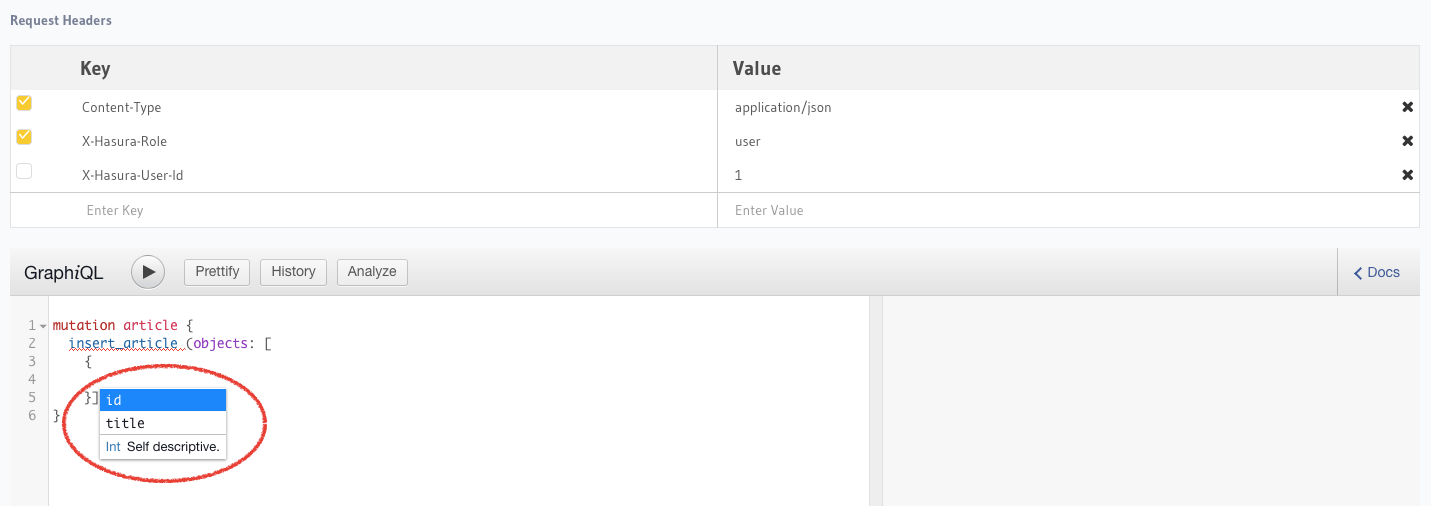 Request Headers
Key Value
Content-Type application/json
X-Hasura-Role user
X-Hasura-User-Id 1
Enter Key Enter Value
GraphiQL Prettify History Analyze Docs
1 mutation article {
2 insert_article (objects: [
3 {
4
5 }]
6 }
id
title
Int Self descriptive.